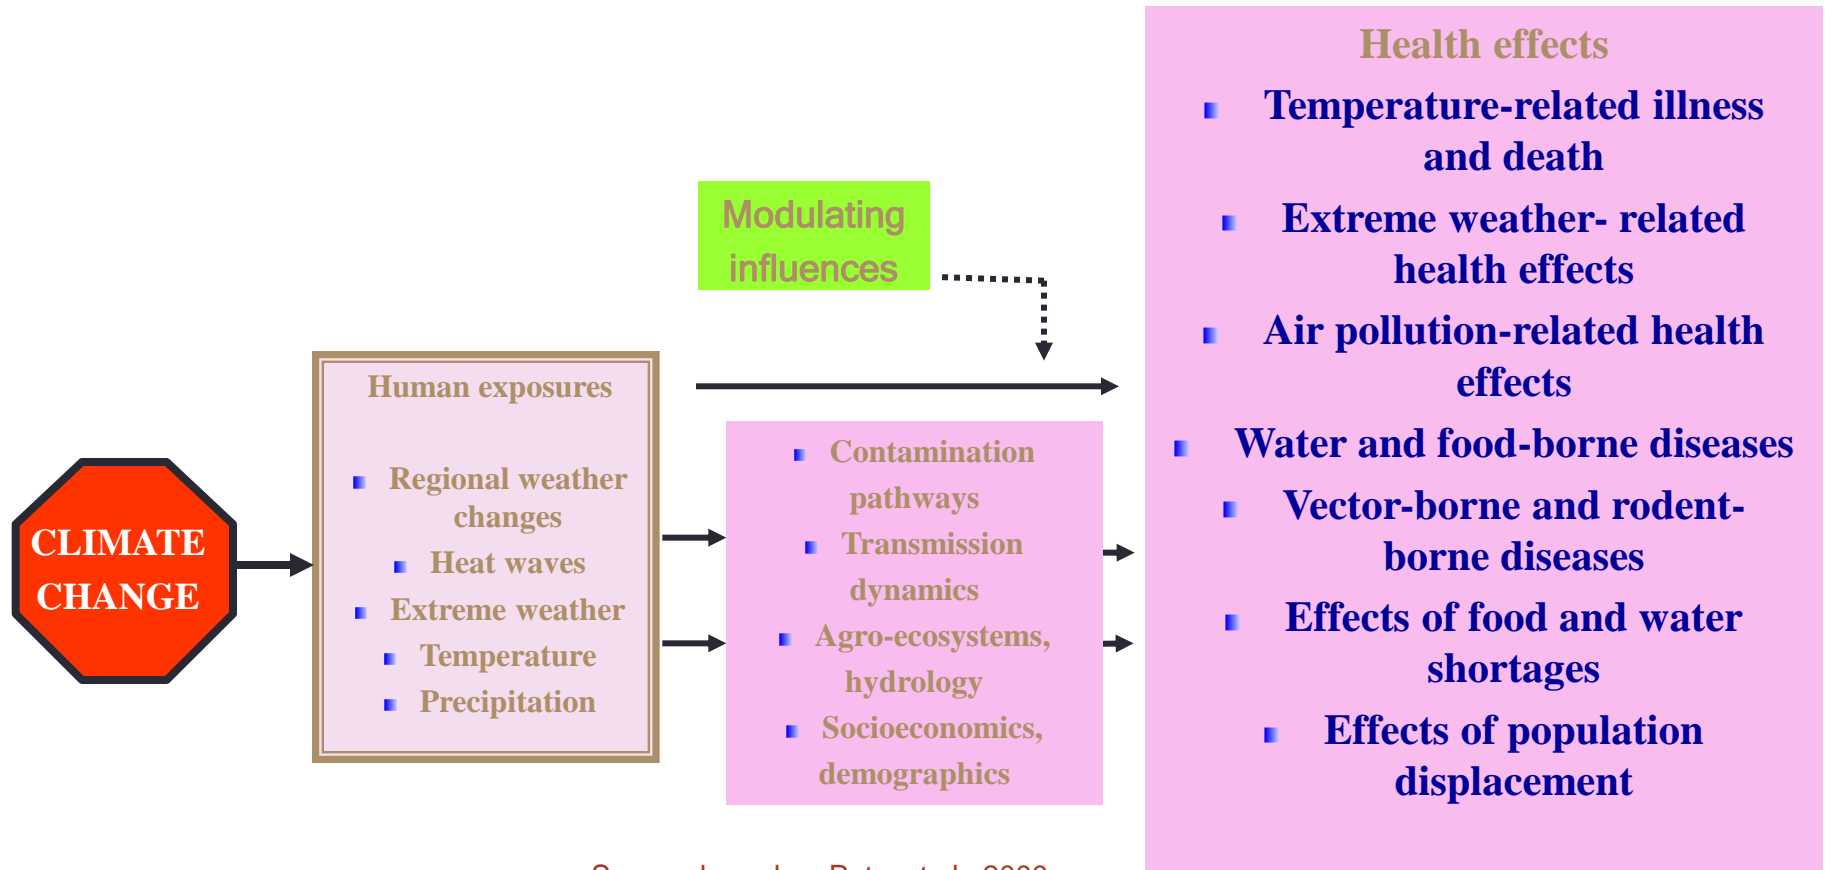 CLIMATE
CHANGE
Human exposures
Regional weather
changes
Heat waves
Extreme weather
Temperature
Precipitation
Modulating
influences
Contamination
pathways
Transmission
dynamics
Agro-ecosystems,
hydrology
Socioeconomics,
demographics
Health effects
Temperature-related illness
and death
Extreme weather- related
health effects
Air pollution-related health
effects
Water and food-borne diseases
Vector-borne and rodent-
borne diseases
Effects of food and water
shortages
Effects of population
displacement